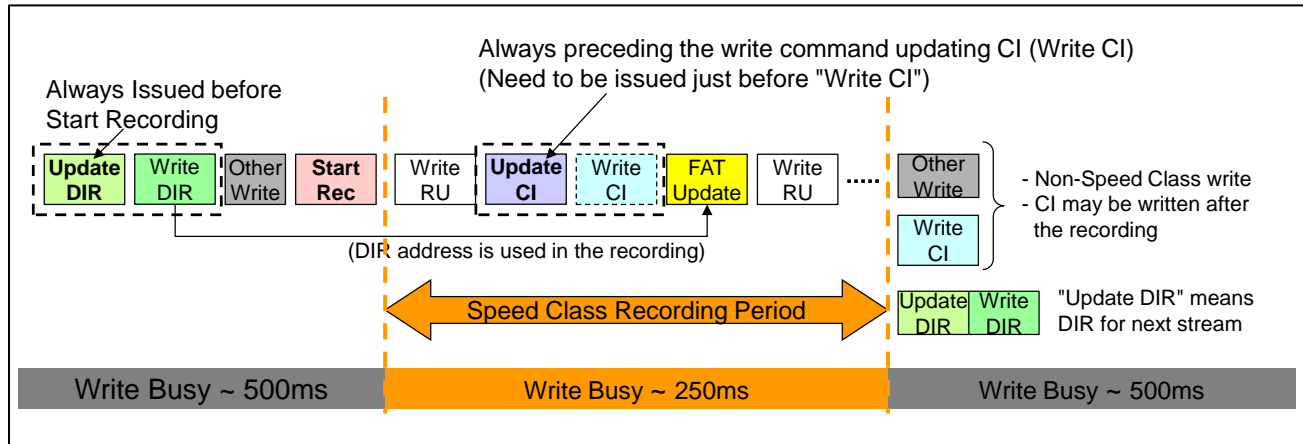 Always preceding the write command updating CI (Write CI)
(Need to be issued just before "Write CI")
Always Issued before
Start Recording
Update
DIR
Write
DIR
Other
Write
Start
Rec
Write
RU
Update
CI
Write
CI
FAT
Update
Write
RU
.....
Other
Write
Write
CI
- Non-Speed Class write
- CI may be written after
the recording
(DIR address is used in the recording)
Speed Class Recording Period
Update
DIR
Write
DIR
"Update DIR" means
DIR for next stream
Write Busy ~ 500ms
Write Busy ~ 250ms
Write Busy ~ 500ms